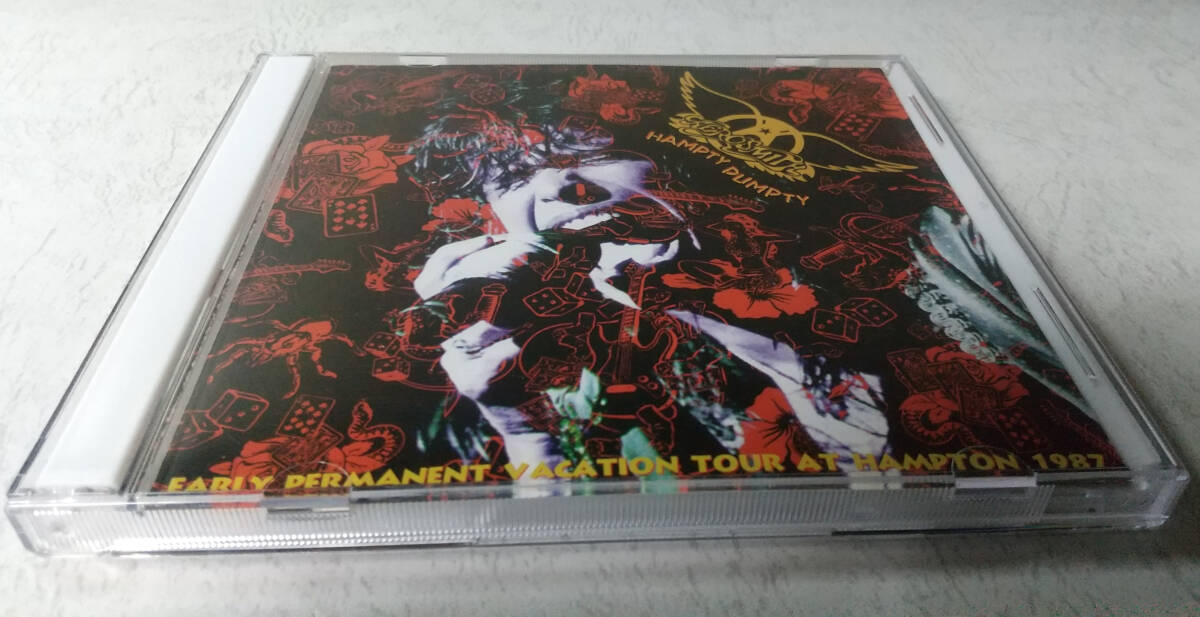 AEROSMITH
HAMPTY DUMPTY
EARLY PERMANENT VACATION TOUR AT HAMPTON 1987